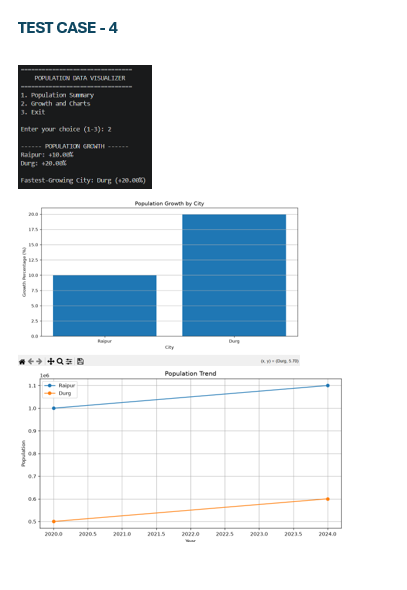 TEST CASE - 4
================================
POPULATION DATA VISUALIZER
================================
1. Population Summary
2. Growth and Charts
3. Exit
Enter your choice (1-3): 2
------ POPULATION GROWTH ------
Raipur: +10.00%
Durg: +20.00%
Fastest-Growing City: Durg (+20.00%)
Population Growth by City
Growth Percentage (%)
20.0
17.5
15.0
12.5
10.0
7.5
5.0
2.5
0.0
Raipur Durg
City
(x, y) = (Durg, 5.70)
Population Trend
1e6
Raipur
Durg
Population
1.1
1.0
0.9
0.8
0.7
0.6
0.5
2020.0 2020.5 2021.0 2021.5 2022.0 2022.5 2023.0 2023.5 2024.0
Year